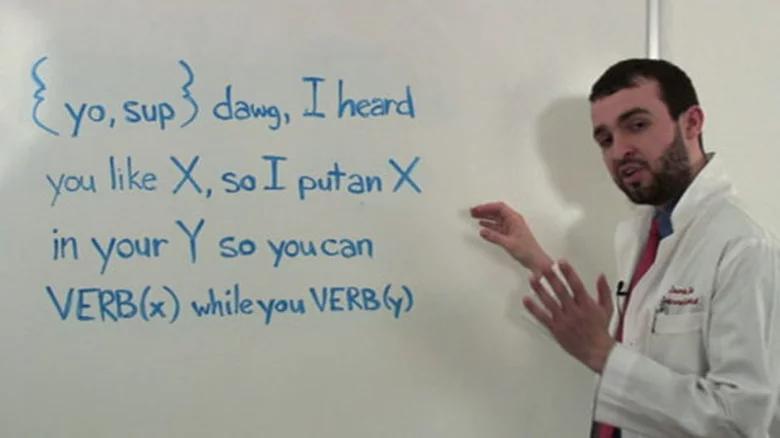 {yo, sup} dawg, I heard
you like X, so I put an X
in your Y so you can
VERB(x) while you VERB(y)